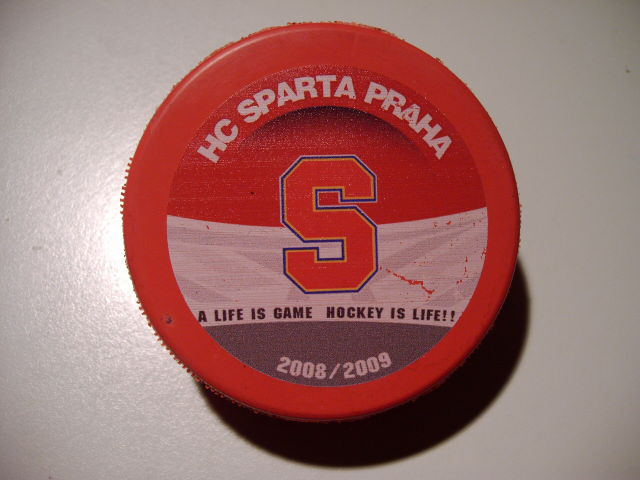 HC SPARTA PRAHA
S
A LIFE IS GAME HOCKEY IS LIFE!!
2008/2009